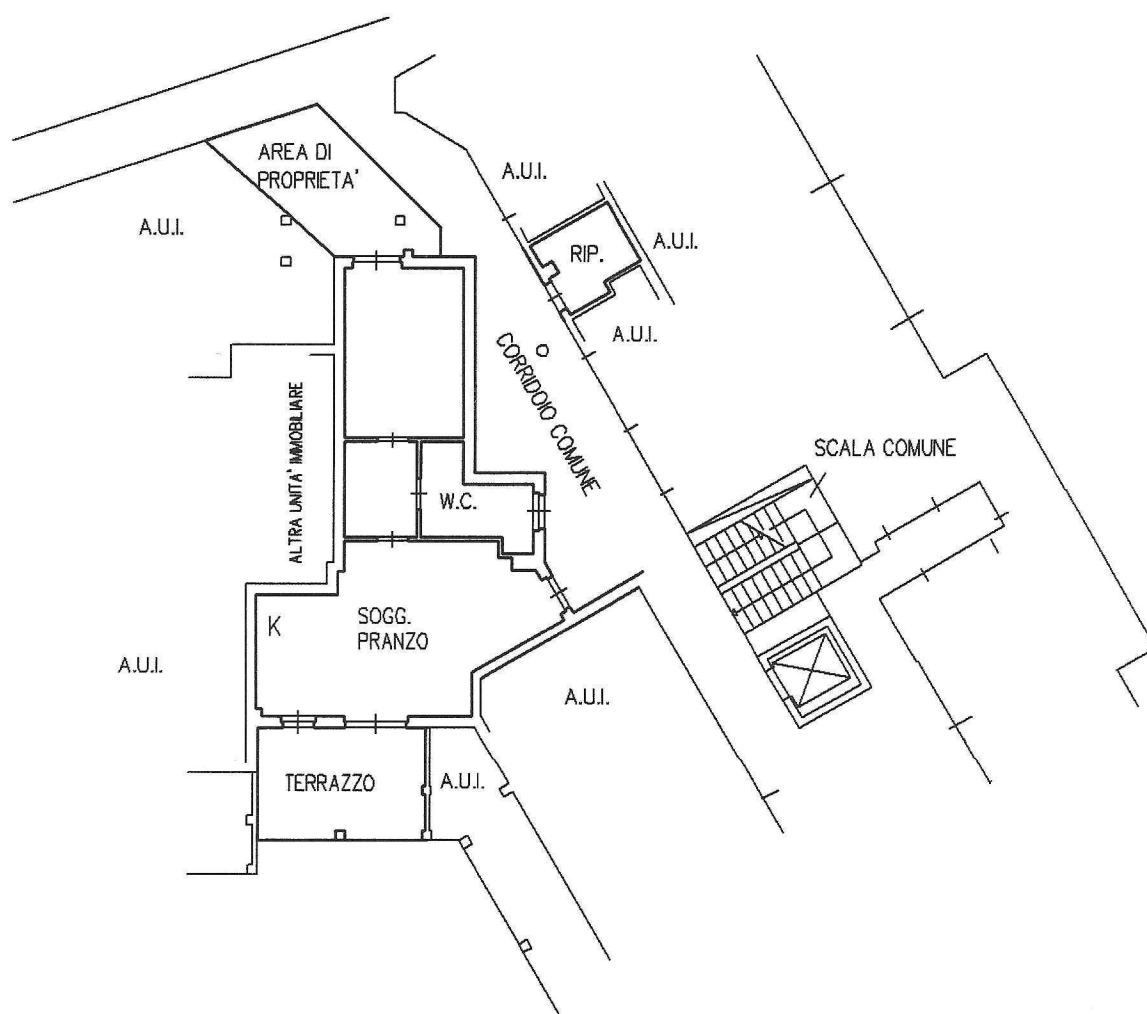 AREA DI
PROPRIETA'
A.U.I.
A.U.I.
RIP.
A.U.I.
A.U.I.
CORRIDOIO COMUNE
ALTRA UNITA' IMMOBILIARE
SCALA COMUNE
W.C.
K
SOGG.
PRANZO
A.U.I.
A.U.I.
TERRAZZO
A.U.I.